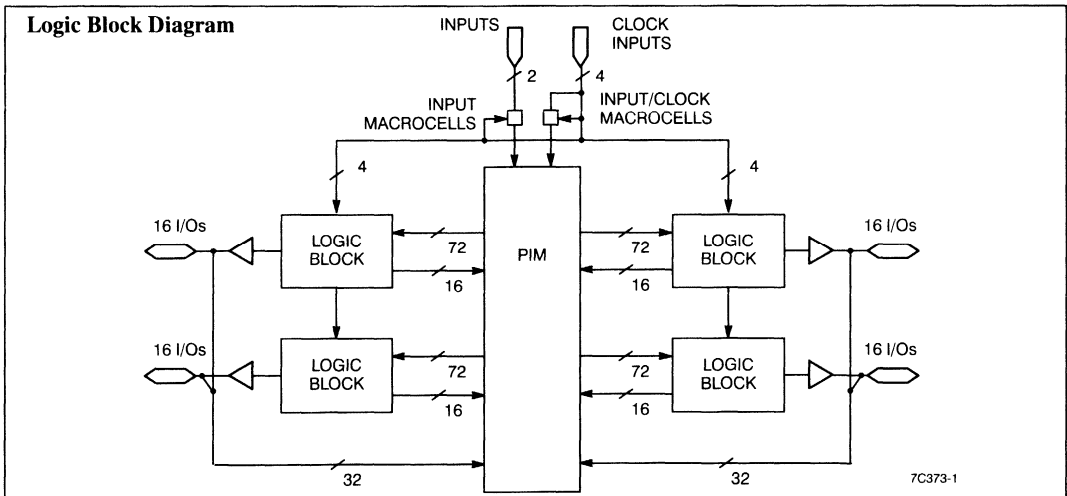 Logic Block Diagram
INPUTS
CLOCK
INPUTS
2
4
INPUT
MACROCELLS
INPUT/CLOCK
MACROCELLS
4
4
16 I/Os
LOGIC
BLOCK
72
16
PIM
72
16
LOGIC
BLOCK
16 I/Os
16 I/Os
LOGIC
BLOCK
72
16
72
16
LOGIC
BLOCK
16 I/Os
32
32
7C373-1